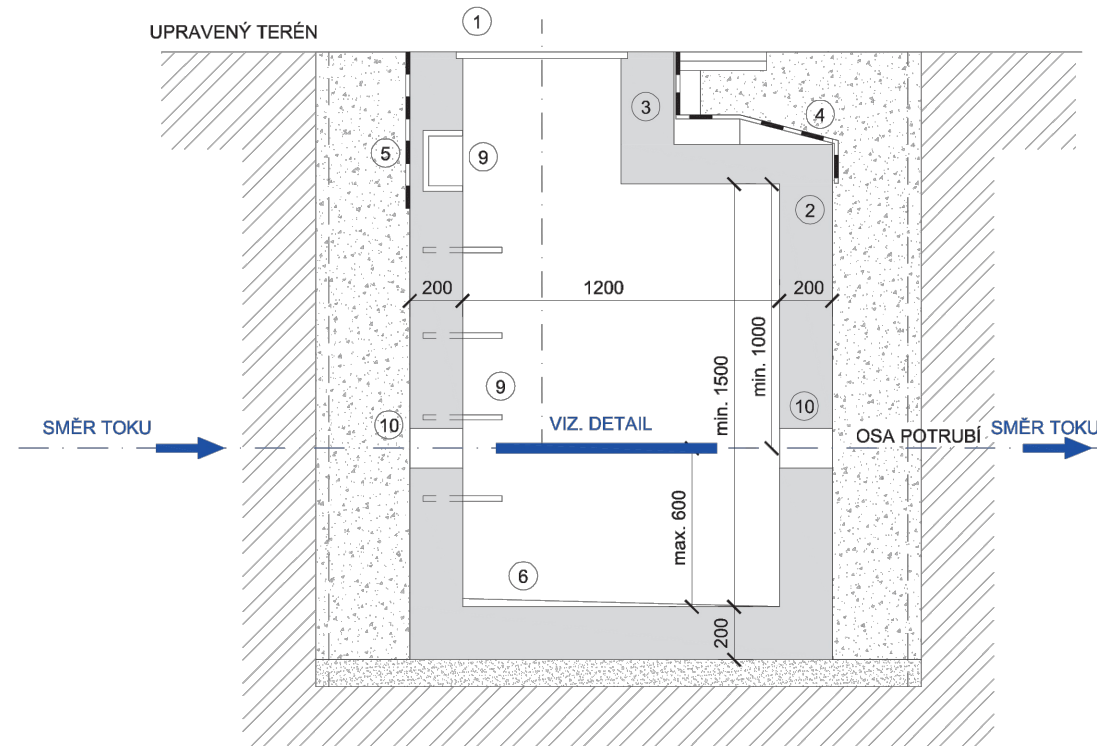 1
UPRAVENÝ TERÉN
3
4
5
9
2
200
1200
200
min. 1500
min. 1000
9
10
10
SMĚR TOKU
VIZ. DETAIL
OSA POTRUBÍ
SMĚR TOKU
max. 600
6
200